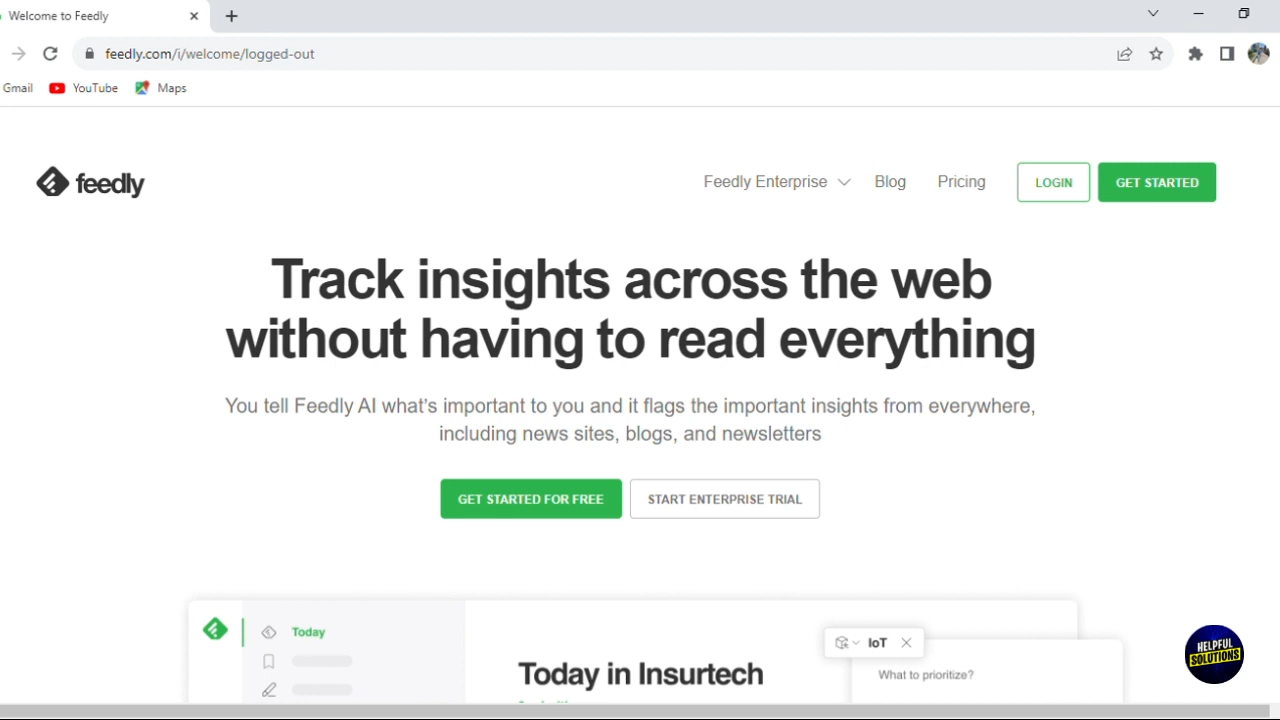 Welcome to Feedly
feedly.com/i/welcome/logged-out
Gmail YouTube Maps
feedly Feedly Enterprise Blog Pricing LOGIN GET STARTED
Track insights across the web
without having to read everything
You tell Feedly AI what's important to you and it flags the important insights from everywhere,
including news sites, blogs, and newsletters
GET STARTED FOR FREE START ENTERPRISE TRIAL
Today
IoT
Today in Insurtech
What to prioritize?
HELPFUL
SOLUTIONS